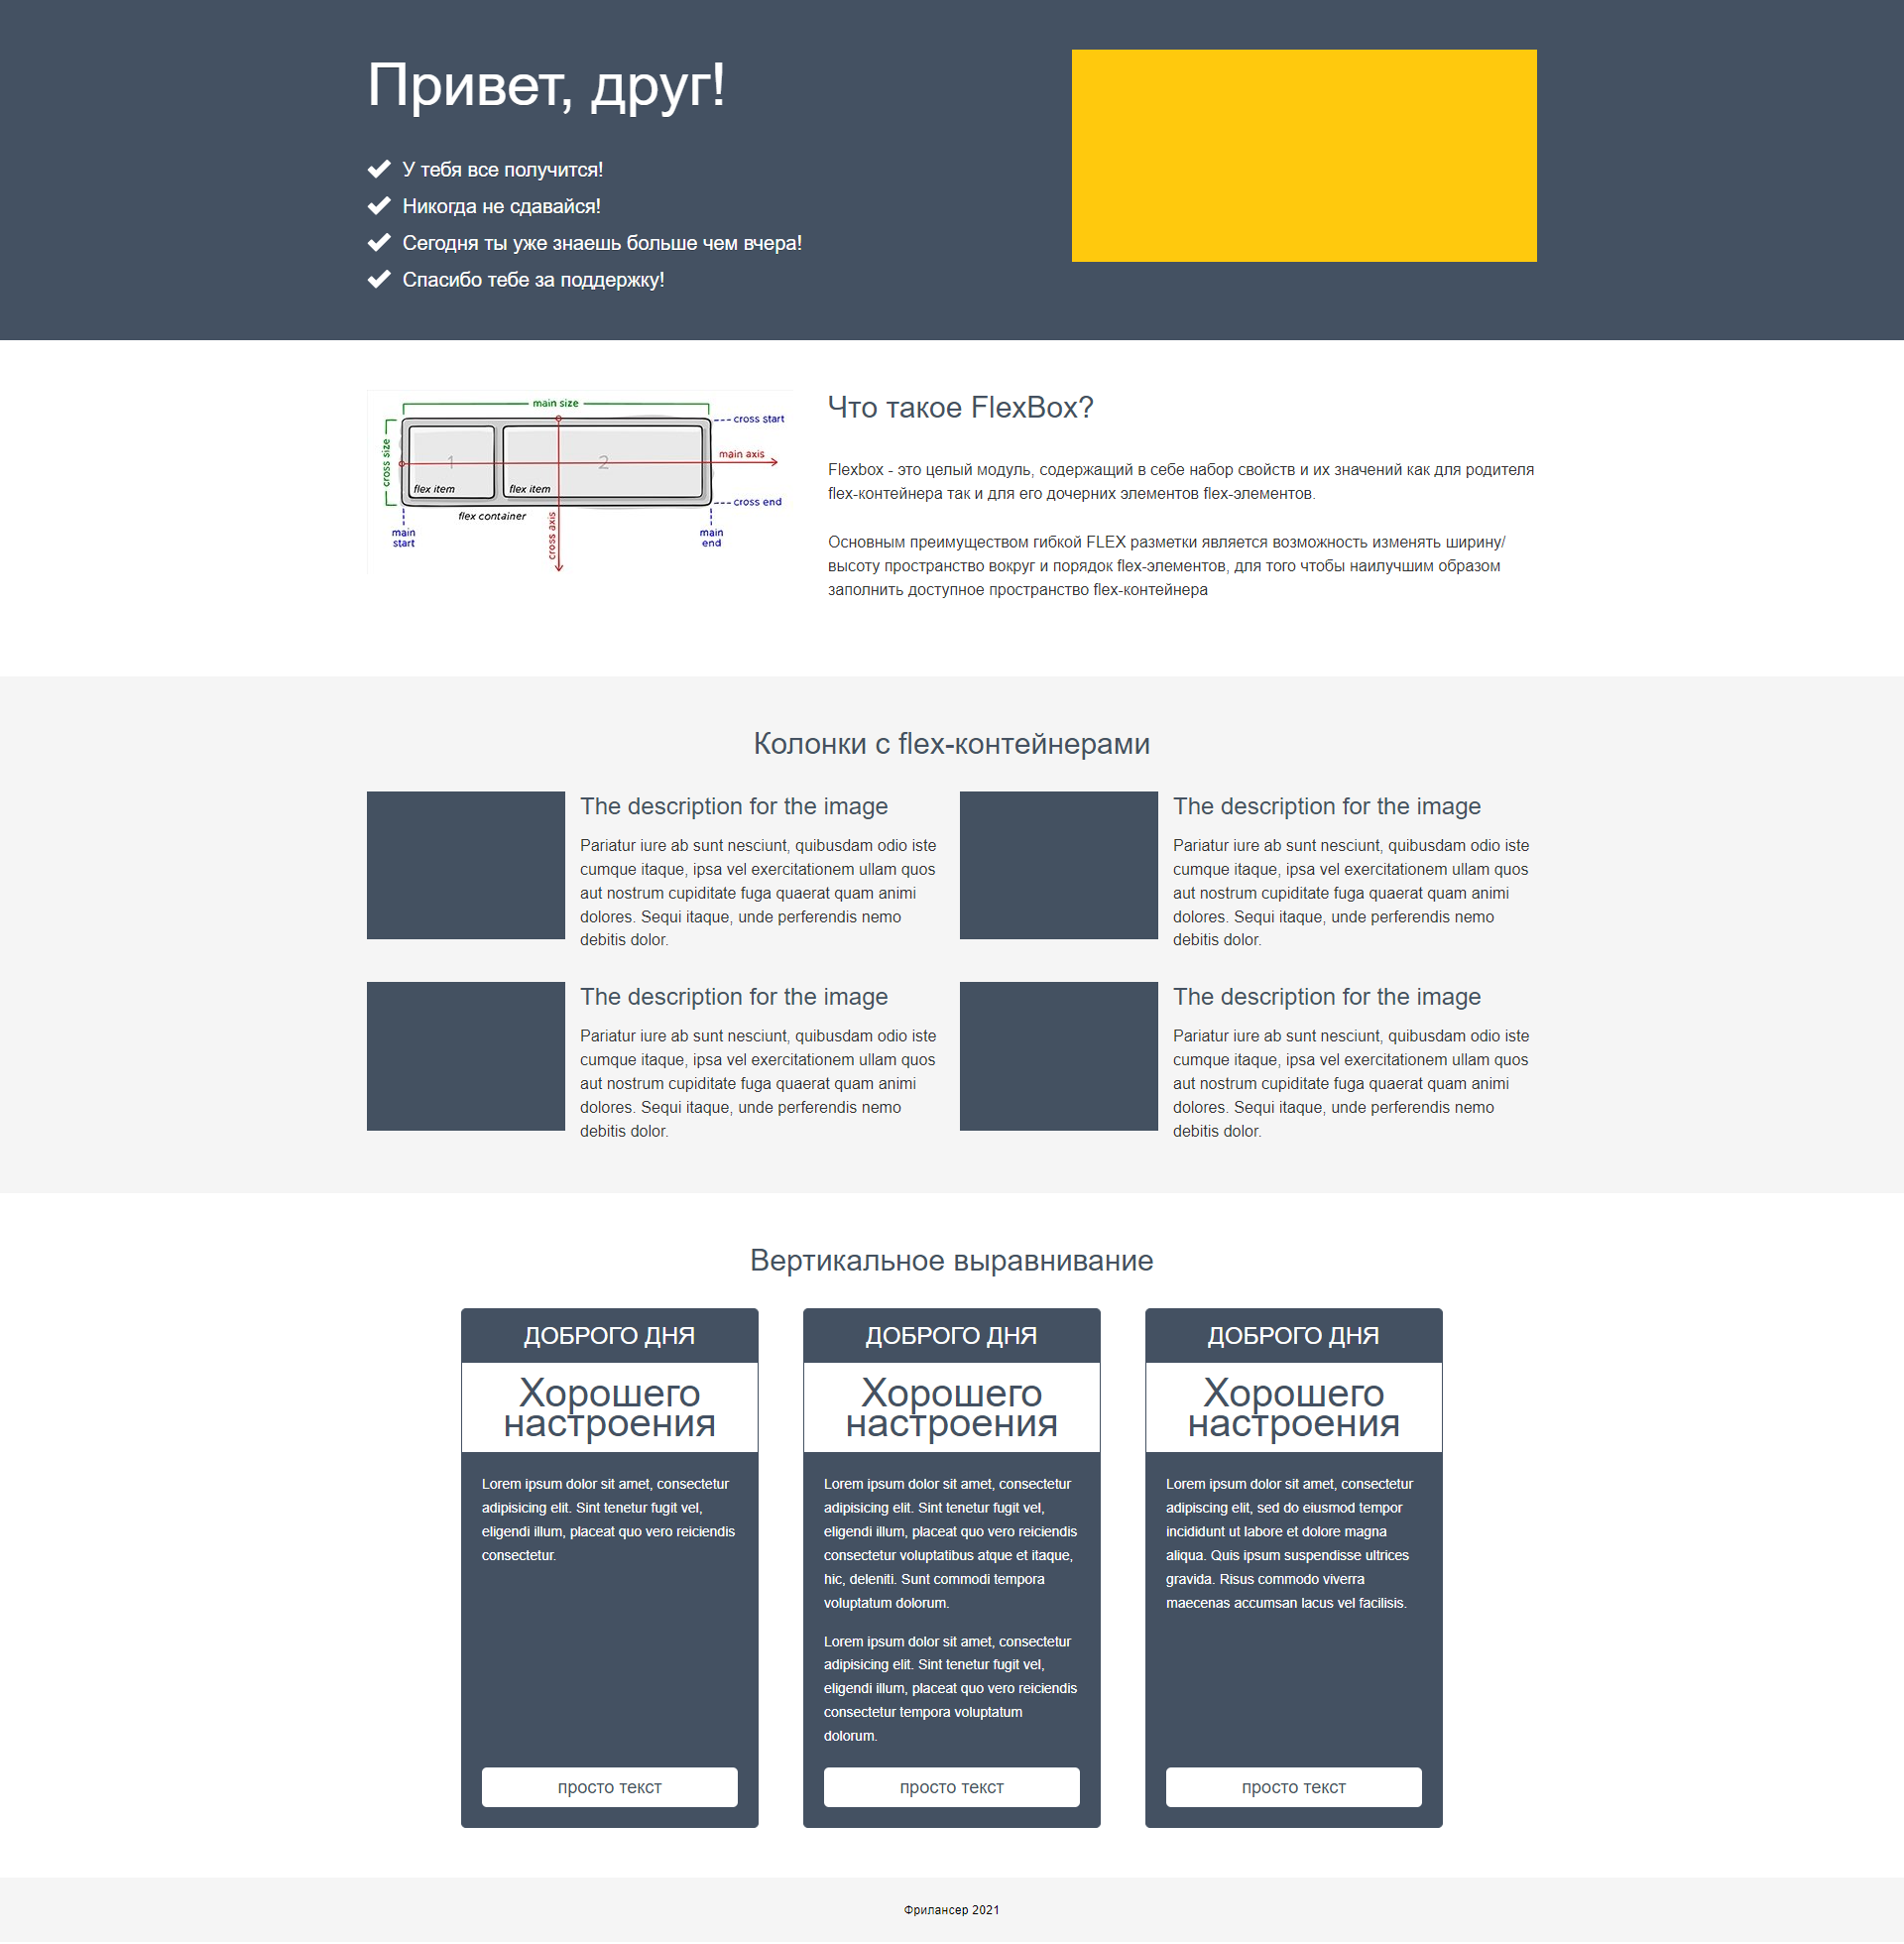 Привет, друг!
У тебя все получится!
Никогда не сдавайся!
Сегодня ты уже знаешь больше чем вчера!
Спасибо тебе за поддержку!
main size
cross size
cross start
main axis
cross end
1
2
flex item
flex item
flex container
cross axis
main
start
main
end
Что такое FlexBox?
Flexbox - это целый модуль, содержащий в себе набор свойств и их значений как для родителя
flex-контейнера так и для его дочерних элементов flex-элементов.
Основным преимуществом гибкой FLEX разметки является возможность изменять ширину/
высоту пространство вокруг и порядок flex-элементов, для того чтобы наилучшим образом
заполнить доступное пространство flex-контейнера
Колонки с flex-контейнерами
The description for the image
Pariatur iure ab sunt nesciunt, quibusdam odio iste
cumque itaque, ipsa vel exercitationem ullam quos
aut nostrum cupiditate fuga quaerat quam animi
dolores. Sequi itaque, unde perferendis nemo
debitis dolor.
The description for the image
Pariatur iure ab sunt nesciunt, quibusdam odio iste
cumque itaque, ipsa vel exercitationem ullam quos
aut nostrum cupiditate fuga quaerat quam animi
dolores. Sequi itaque, unde perferendis nemo
debitis dolor.
The description for the image
Pariatur iure ab sunt nesciunt, quibusdam odio iste
cumque itaque, ipsa vel exercitationem ullam quos
aut nostrum cupiditate fuga quaerat quam animi
dolores. Sequi itaque, unde perferendis nemo
debitis dolor.
The description for the image
Pariatur iure ab sunt nesciunt, quibusdam odio iste
cumque itaque, ipsa vel exercitationem ullam quos
aut nostrum cupiditate fuga quaerat quam animi
dolores. Sequi itaque, unde perferendis nemo
debitis dolor.
Вертикальное выравнивание
ДОБРОГО ДНЯ
Хорошего
настроения
Lorem ipsum dolor sit amet, consectetur
adipisicing elit. Sint tenetur fugit vel,
eligendi illum, placeat quo vero reiciendis
consectetur.
просто текст
ДОБРОГО ДНЯ
Хорошего
настроения
Lorem ipsum dolor sit amet, consectetur
adipisicing elit. Sint tenetur fugit vel,
eligendi illum, placeat quo vero reiciendis
consectetur voluptatibus atque et itaque,
hic, deleniti. Sunt commodi tempora
voluptatum dolorum.
Lorem ipsum dolor sit amet, consectetur
adipisicing elit. Sint tenetur fugit vel,
eligendi illum, placeat quo vero reiciendis
consectetur tempora voluptatum
dolorum.
просто текст
ДОБРОГО ДНЯ
Хорошего
настроения
Lorem ipsum dolor sit amet, consectetur
adipiscing elit, sed do eiusmod tempor
incididunt ut labore et dolore magna
aliqua. Quis ipsum suspendisse ultrices
gravida. Risus commodo viverra
maecenas accumsan lacus vel facilisis.
просто текст
Фрилансер 2021